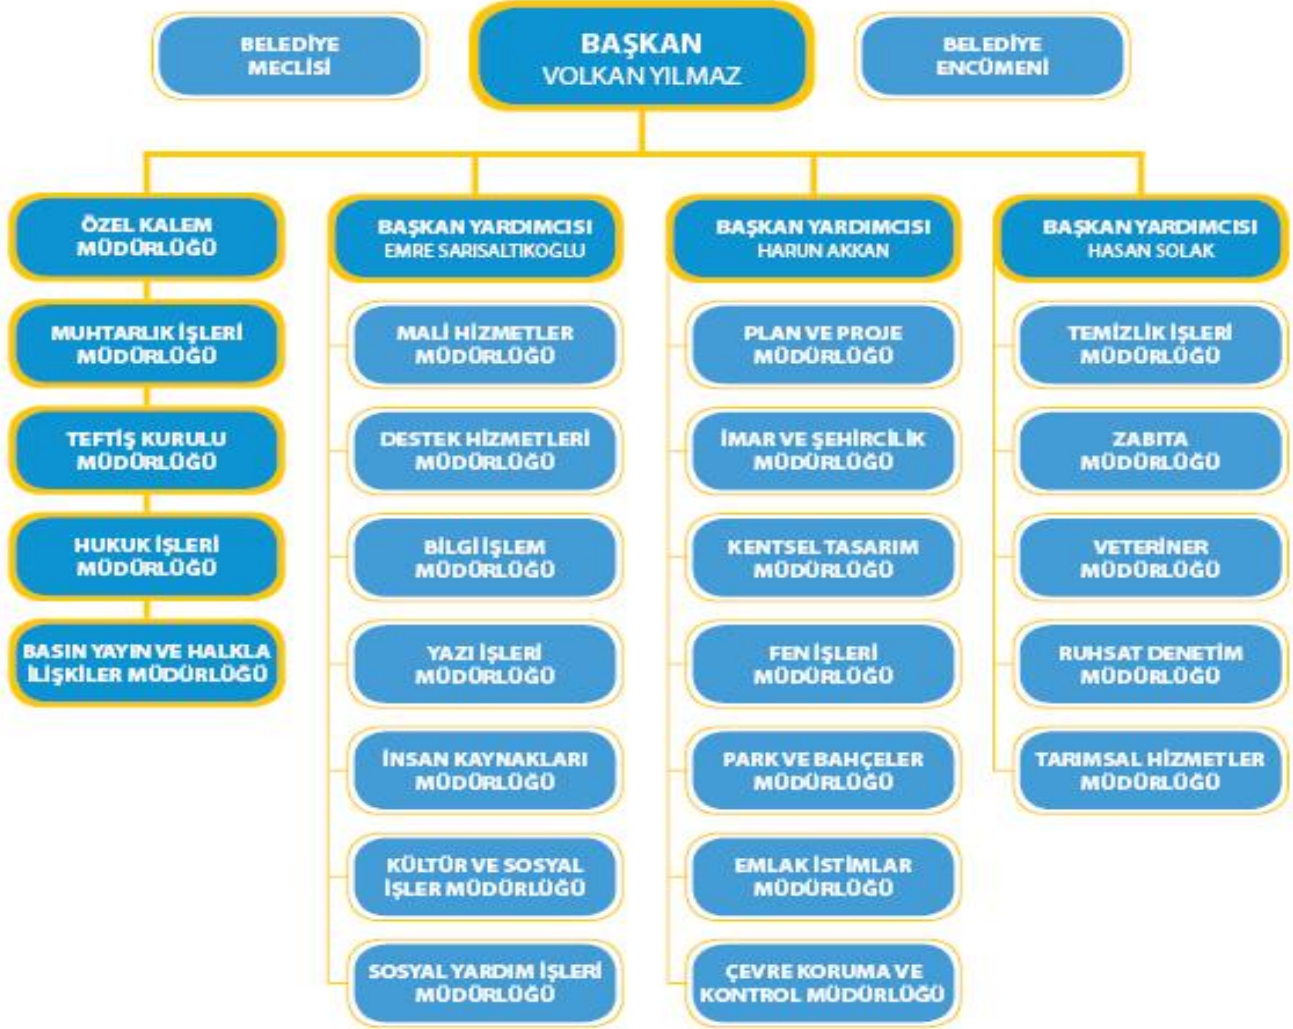 BELEDİYE
MECLİSİ
BAŞKAN
VOLKAN YILMAZ
BELEDİYE
ENCÜMENİ
ÖZEL KALEM
MÜDÜRLÜĞÜ
MUHTARLIK İŞLERİ
MÜDÜRLÜĞÜ
TEFTİŞ KURULU
MÜDÜRLÜĞÜ
HUKUK İŞLERİ
MÜDÜRLÜĞÜ
BASIN YAYIN VE HALKLA
İLİŞKİLER MÜDÜRLÜĞÜ
BAŞKAN YARDIMCISI
EMRE SARISALTIKOĞLU
MALİ HİZMETLER
MÜDÜRLÜĞÜ
DESTEK HİZMETLERİ
MÜDÜRLÜĞÜ
BİLGİ İŞLEM
MÜDÜRLÜĞÜ
YAZI İŞLERİ
MÜDÜRLÜĞÜ
İNSAN KAYNAKLARI
MÜDÜRLÜĞÜ
KÜLTÜR VE SOSYAL
İŞLER MÜDÜRLÜĞÜ
SOSYAL YARDIM İŞLERİ
MÜDÜRLÜĞÜ
BAŞKAN YARDIMCISI
HARUN AKKAN
PLAN VE PROJE
MÜDÜRLÜĞÜ
İMAR VE ŞEHİRCİLİK
MÜDÜRLÜĞÜ
KENTSEL TASARIM
MÜDÜRLÜĞÜ
FEN İŞLERİ
MÜDÜRLÜĞÜ
PARK VE BAHÇELER
MÜDÜRLÜĞÜ
EMLAK İSTİMLAR
MÜDÜRLÜĞÜ
ÇEVRE KORUMA VE
KONTROL MÜDÜRLÜĞÜ
BAŞKAN YARDIMCISI
HASAN SOLAK
TEMİZLİK İŞLERİ
MÜDÜRLÜĞÜ
ZABITA
MÜDÜRLÜĞÜ
VETERİNER
MÜDÜRLÜĞÜ
RUHSAT DENETİM
MÜDÜRLÜĞÜ
TARIMSAL HİZMETLER
MÜDÜRLÜĞÜ